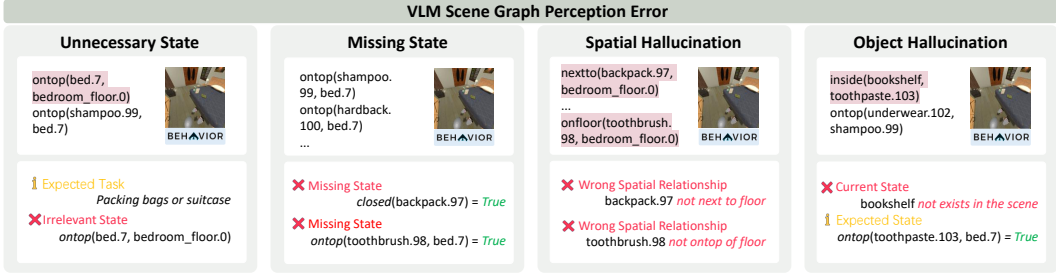 VLM Scene Graph Perception Error
Unnecessary State
ontop(bed.7,
bedroom_floor.0)
ontop(shampoo.99,
bed.7)
BEHAVIOR
Expected Task
Packing bags or suitcase
Irrelevant State
ontop(bed.7, bedroom_floor.0)
Missing State
ontop(shampoo.
99, bed.7)
ontop(hardback.
100, bed.7)
...
BEHAVIOR
Missing State
closed(backpack.97) = True
Missing State
ontop(toothbrush.98, bed.7) = True
Spatial Hallucination
nextto(backpack.97,
bedroom_floor.0)
...
onfloor(toothbrush.
98, bedroom_floor.0)
BEHAVIOR
Wrong Spatial Relationship
backpack.97 not next to floor
Wrong Spatial Relationship
toothbrush.98 not ontop of floor
Object Hallucination
inside(bookshelf,
toothpaste.103)
ontop(underwear.102,
shampoo.99)
BEHAVIOR
Current State
bookshelf not exists in the scene
Expected State
ontop(toothpaste.103, bed.7) = True